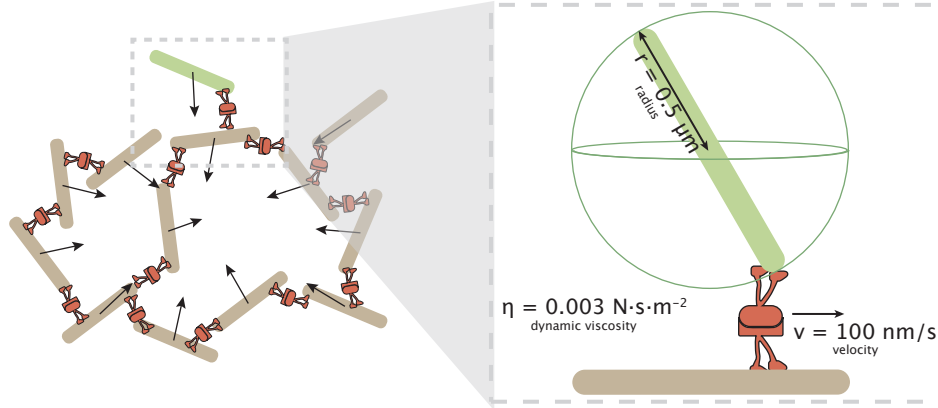 r = 0.5 μm
radius
η = 0.003 N·s·m⁻²
dynamic viscosity
v = 100 nm/s
velocity